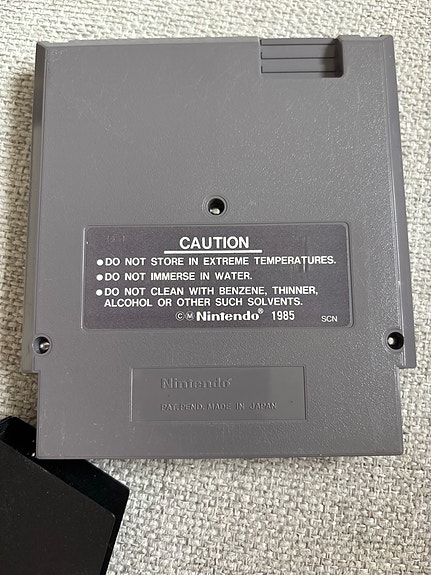 CAUTION
●DO NOT STORE IN EXTREME TEMPERATURES.
●DO NOT IMMERSE IN WATER.
●DO NOT CLEAN WITH BENZENE, THINNER,
ALCOHOL OR OTHER SUCH SOLVENTS.
©Ⓜ Nintendo® 1985 SCN
Nintendo®
PAT. PEND. MADE IN JAPAN